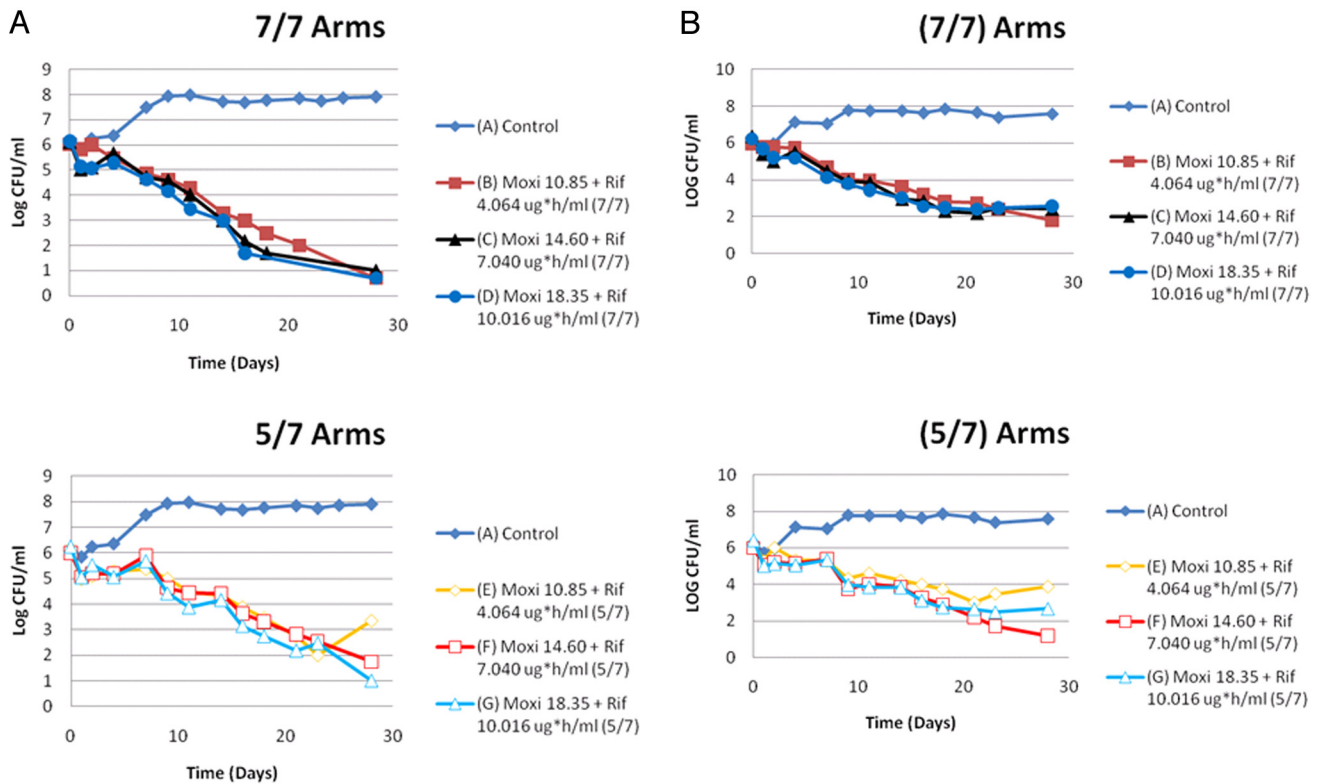 A
7/7 Arms
9
8
7
6
5
4
3
2
1
0
Log CFU/ml
0
10
20
30
Time (Days)
(A) Control
(B) Moxi 10.85 + Rif
4.064 ug*h/ml (7/7)
(C) Moxi 14.60 + Rif
7.040 ug*h/ml (7/7)
(D) Moxi 18.35 + Rif
10.016 ug*h/ml (7/7)
B
(7/7) Arms
10
8
6
4
2
0
LOG CFU/ml
0
10
20
30
Time (Days)
(A) Control
(B) Moxi 10.85 + Rif
4.064 ug*h/ml (7/7)
(C) Moxi 14.60 + Rif
7.040 ug*h/ml (7/7)
(D) Moxi 18.35 + Rif
10.016 ug*h/ml (7/7)
5/7 Arms
9
8
7
6
5
4
3
2
1
0
Log CFU/ml
0
10
20
30
Time (Days)
(A) Control
(E) Moxi 10.85 + Rif
4.064 ug*h/ml (5/7)
(F) Moxi 14.60 + Rif
7.040 ug*h/ml (5/7)
(G) Moxi 18.35 + Rif
10.016 ug*h/ml (5/7)
(5/7) Arms
10
8
6
4
2
0
LOG CFU/ml
0
10
20
30
Time (Days)
(A) Control
(E) Moxi 10.85 + Rif
4.064 ug*h/ml (5/7)
(F) Moxi 14.60 + Rif
7.040 ug*h/ml (5/7)
(G) Moxi 18.35 + Rif
10.016 ug*h/ml (5/7)